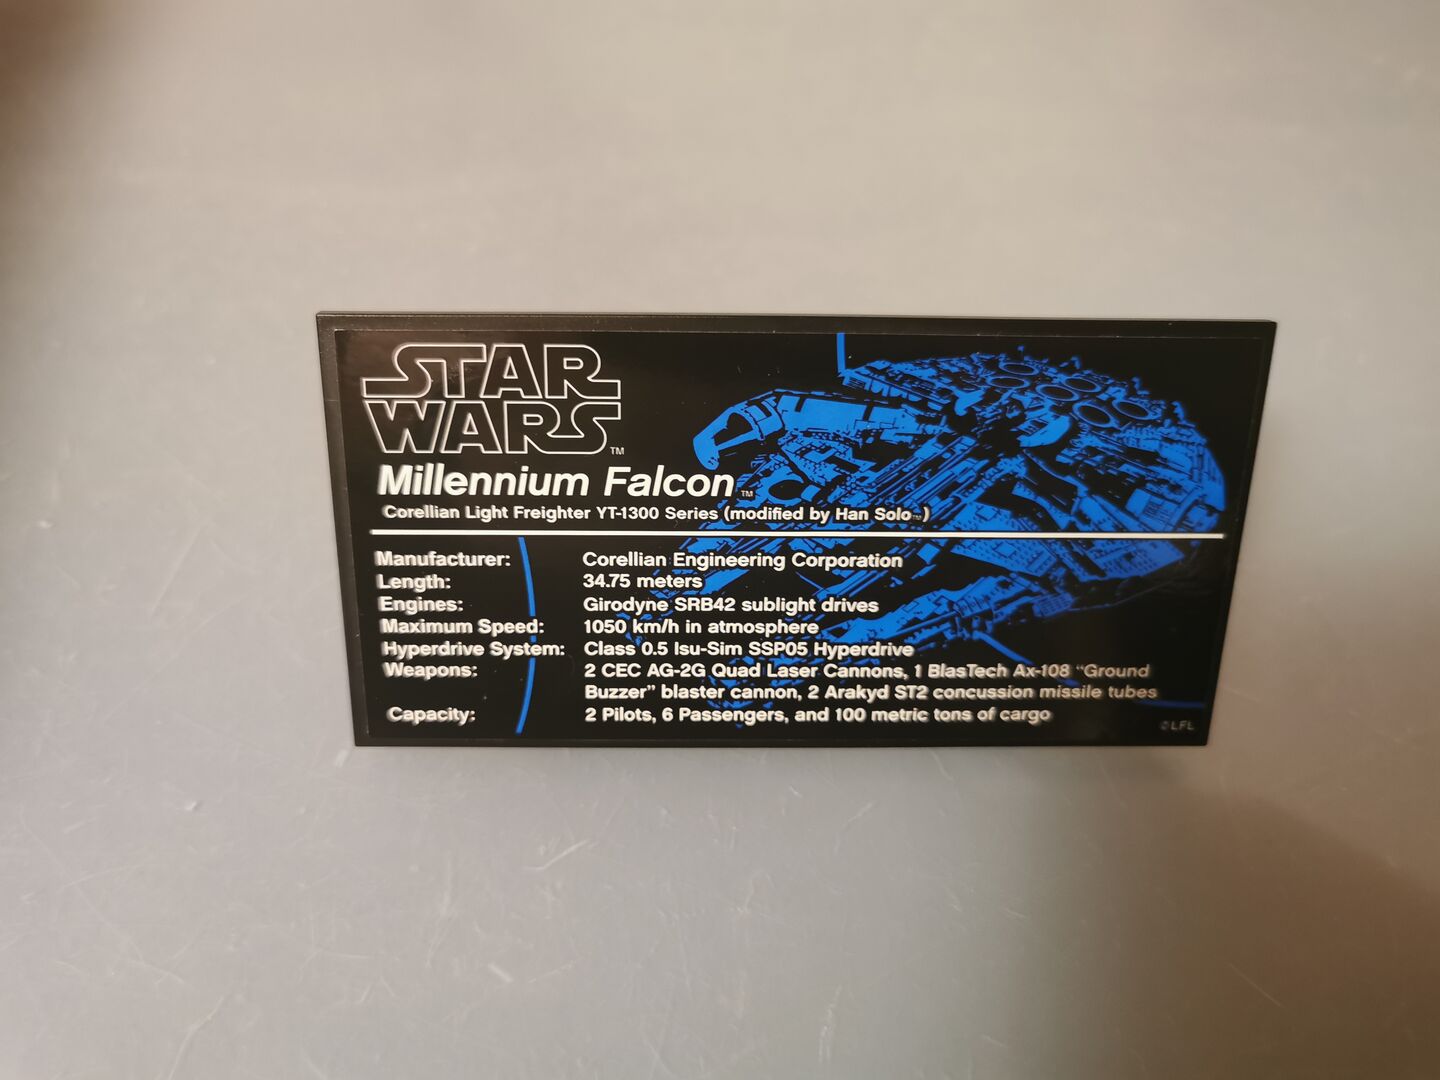 STAR
WARS™
Millennium Falcon™
Corellian Light Freighter YT-1300 Series (modified by Han Solo™)
Manufacturer: Corellian Engineering Corporation
Length: 34.75 meters
Engines: Girodyne SRB42 sublight drives
Maximum Speed: 1050 km/h in atmosphere
Hyperdrive System: Class 0.5 Isu-Sim SSP05 Hyperdrive
Weapons: 2 CEC AG-2G Quad Laser Cannons, 1 BlasTech Ax-108 "Ground
Buzzer" blaster cannon, 2 Arakyd ST2 concussion missile tubes
Capacity: 2 Pilots, 6 Passengers, and 100 metric tons of cargo
©LFL